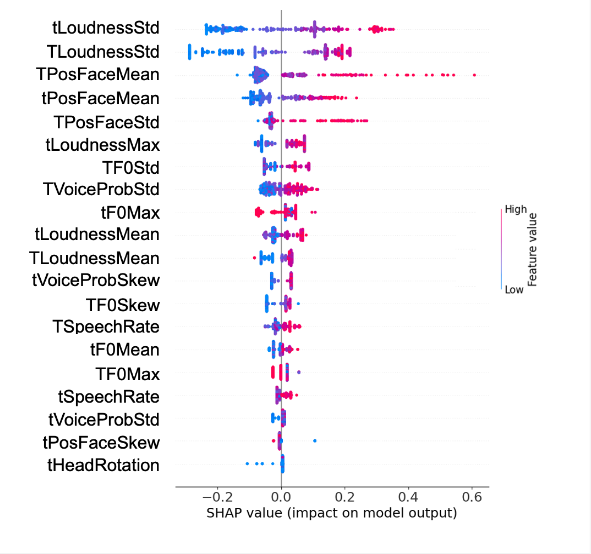 tLoudnessStd
TLoudnessStd
TPosFaceMean
tPosFaceMean
TPosFaceStd
tLoudnessMax
TF0Std
TVoiceProbStd
tF0Max
tLoudnessMean
TLoudnessMean
tVoiceProbSkew
TF0Skew
TSpeechRate
tF0Mean
TF0Max
tSpeechRate
tVoiceProbStd
tPosFaceSkew
tHeadRotation
High
Feature value
Low
−0.2 0.0 0.2 0.4 0.6
SHAP value (impact on model output)